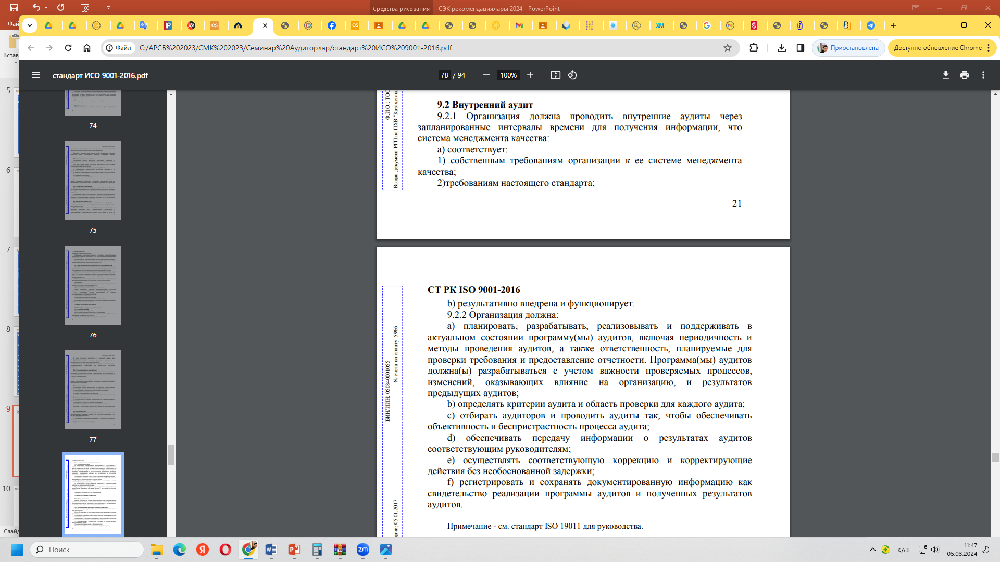 Средства рисования
СЭК рекомендациялары 2024 - PowerPoint
Фай
Файл
C:/АРСБ%202023/СМК%202023/Семинар%20Аудиторлар/стандарт%20ИСО%209001-2016.pdf
Приостановлена
Доступно обновление Chrome
Встав
стандарт ИСО 9001-2016.pdf
78 / 94
100%
5
6
7
8
9
10
74
75
76
77
Ф.И.О.: ТОО
Выдан документ РГП на ПХВ "Казахстанс
9.2 Внутренний аудит
9.2.1 Организация должна проводить внутренние аудиты через
запланированные интервалы времени для получения информации, что
система менеджмента качества:
a) соответствует:
1) собственным требованиям организации к ее системе менеджмента
качества;
2)требованиям настоящего стандарта;
21
БИН/ИИН: 050840001055
№ счета на оплату: 5966
дачи: 05.01.2017
СТ РК ISO 9001-2016
b) результативно внедрена и функционирует.
9.2.2 Организация должна:
a) планировать, разрабатывать, реализовывать и поддерживать в
актуальном состоянии программу(мы) аудитов, включая периодичность и
методы проведения аудитов, а также ответственность, планируемые для
проверки требования и предоставление отчетности. Программа(мы) аудитов
должна(ы) разрабатываться с учетом важности проверяемых процессов,
изменений, оказывающих влияние на организацию, и результатов
предыдущих аудитов;
b) определять критерии аудита и область проверки для каждого аудита;
c) отбирать аудиторов и проводить аудиты так, чтобы обеспечивать
объективность и беспристрастность процесса аудита;
d) обеспечивать передачу информации о результатах аудитов
соответствующим руководителям;
e) осуществлять соответствующую коррекцию и корректирующие
действия без необоснованной задержки;
f) регистрировать и сохранять документированную информацию как
свидетельство реализации программы аудитов и полученных результатов
аудитов.
Примечание - см. стандарт ISO 19011 для руководства.
Слайд
Поиск
ҚАЗ
11:47
05.03.2024